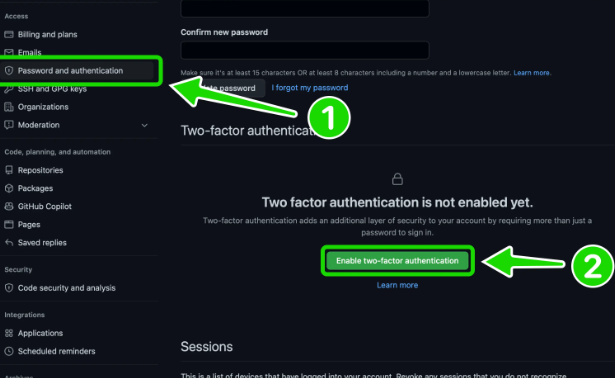 Access
Billing and plans
Emails
Password and authentication
SSH and GPG keys
Organizations
Moderation
Code, planning, and automation
Repositories
Packages
GitHub Copilot
Pages
Saved replies
Security
Code security and analysis
Integrations
Applications
Scheduled reminders
Archives
Confirm new password
Make sure it's at least 15 characters OR at least 8 characters including a number and a lowercase letter. Learn more.
password I forgot my password
1
Two-factor
Two factor authentication is not enabled yet.
Two-factor authentication adds an additional layer of security to your account by requiring more than just a
password to sign in.
Enable two-factor authentication
2
Learn more
Sessions
This is a list of devices that have logged into your account. Revoke any sessions that you do not recognize.